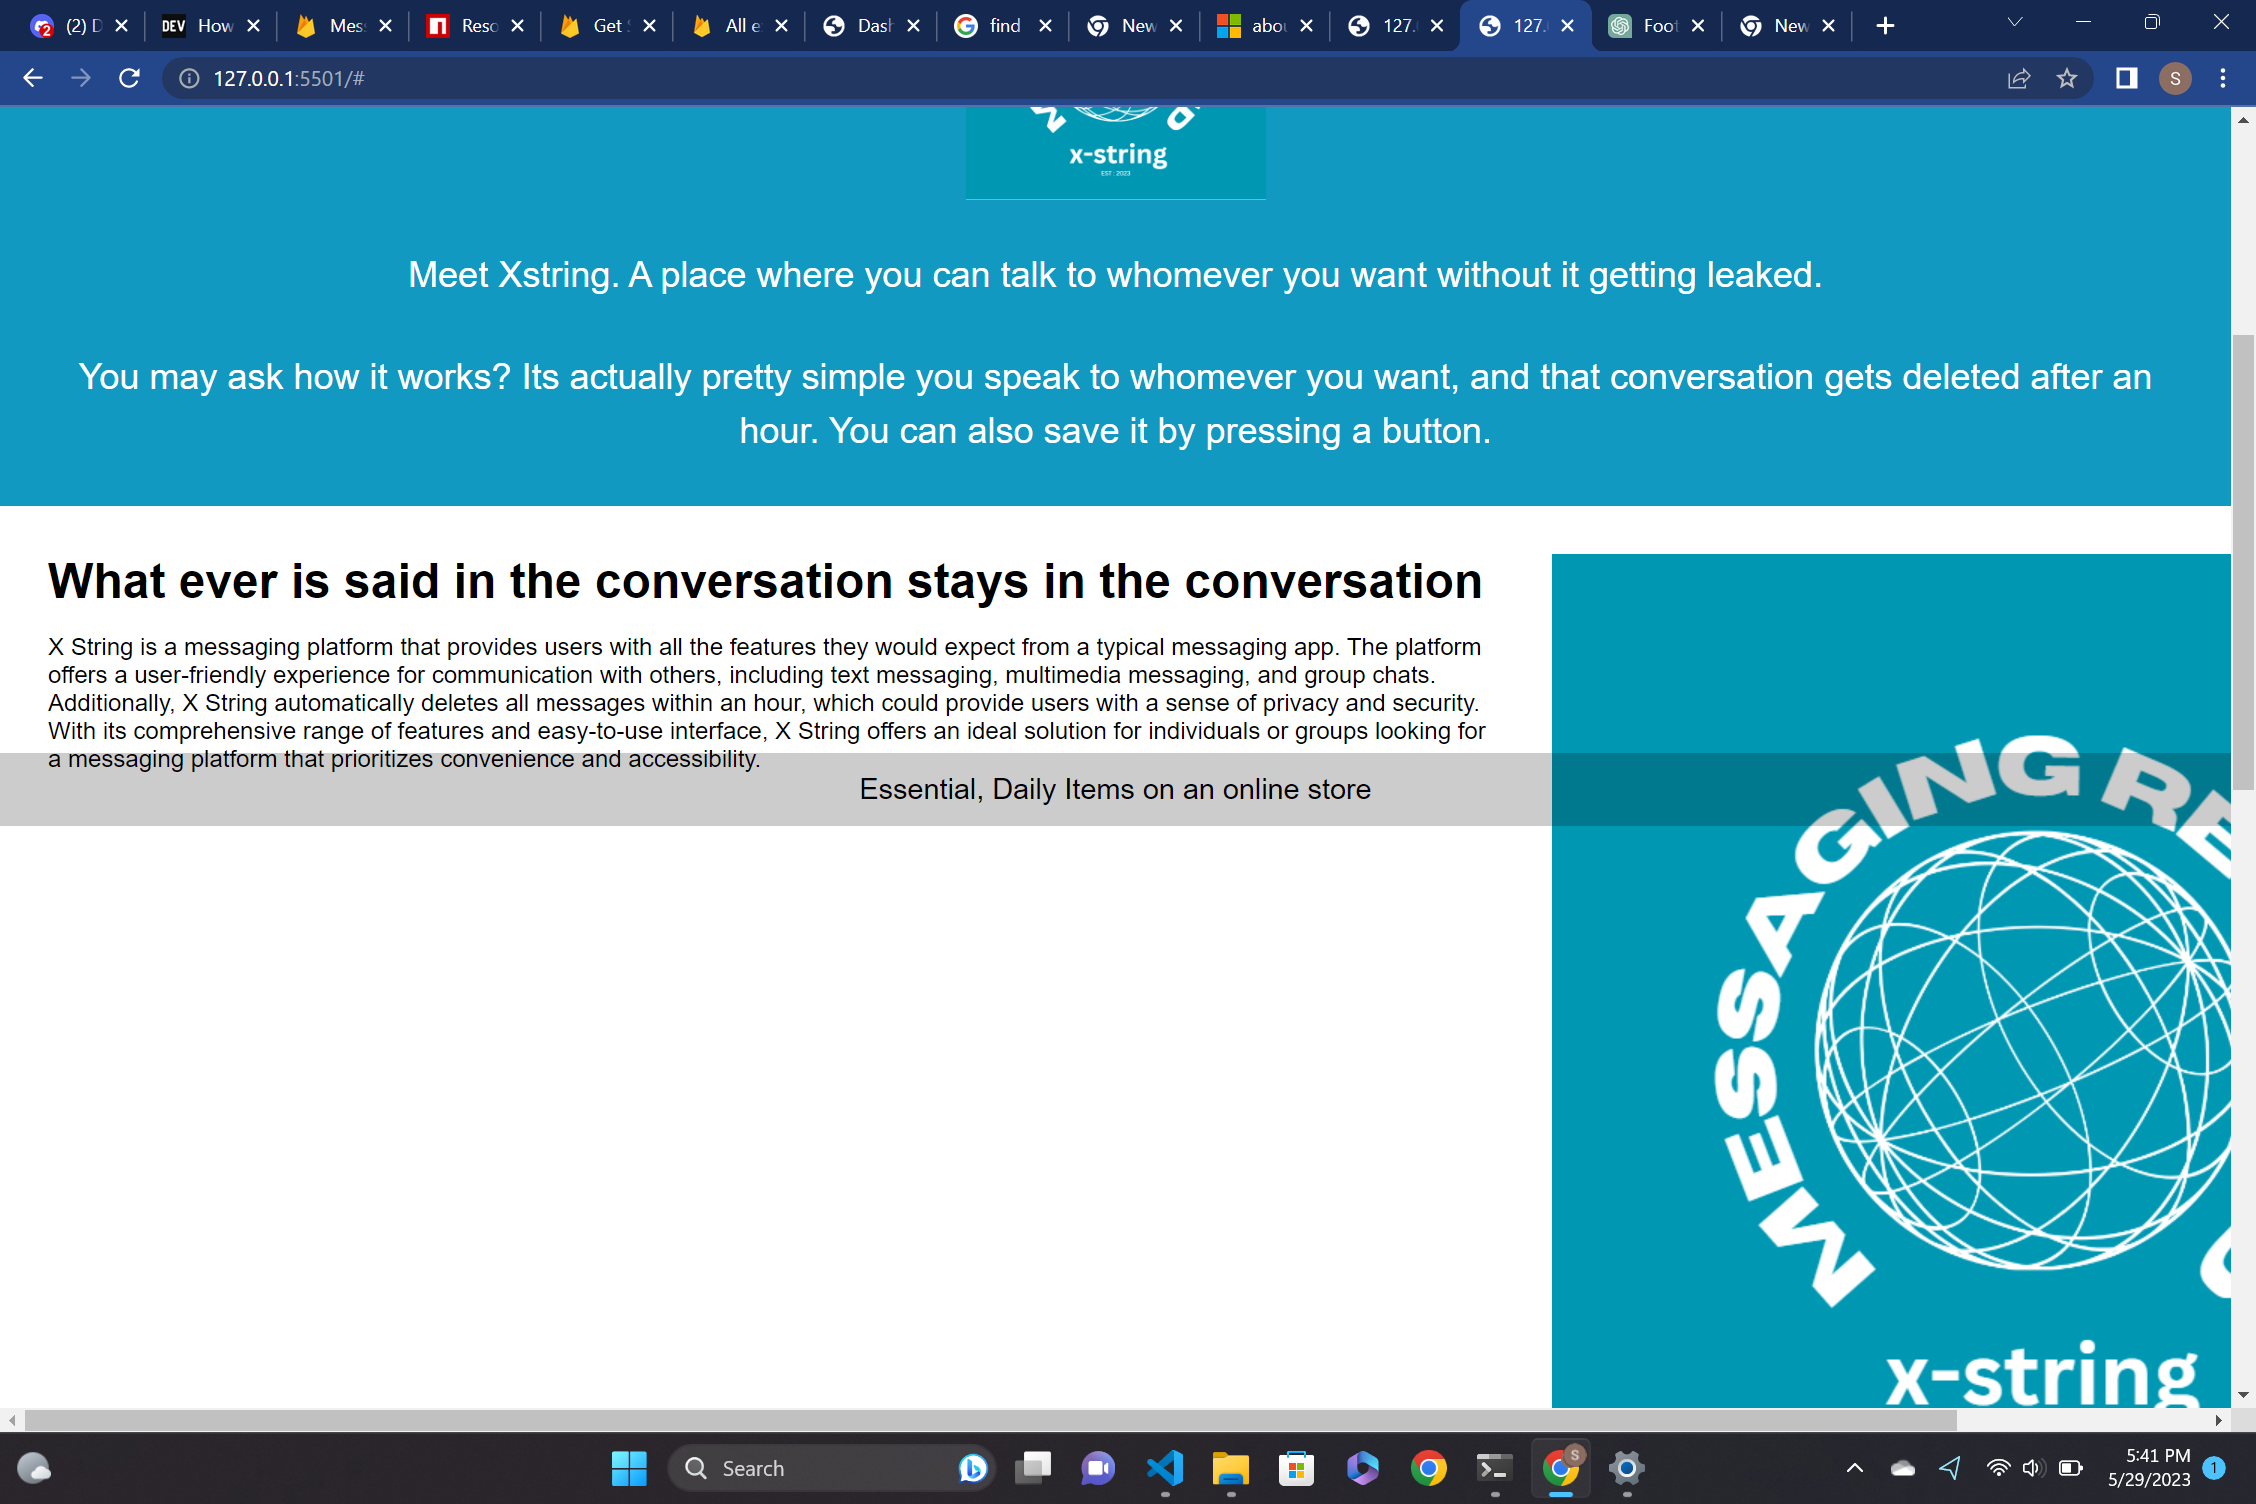 (2) D
DEV How
Mes
Reso
Get S
All e
Dash
find
New
abou
127.
127.
Foot
New
127.0.0.1:5501/#
S
x-string
EST : 2023
Meet Xstring. A place where you can talk to whomever you want without it getting leaked.
You may ask how it works? Its actually pretty simple you speak to whomever you want, and that conversation gets deleted after an
hour. You can also save it by pressing a button.
What ever is said in the conversation stays in the conversation
X String is a messaging platform that provides users with all the features they would expect from a typical messaging app. The platform
offers a user-friendly experience for communication with others, including text messaging, multimedia messaging, and group chats.
Additionally, X String automatically deletes all messages within an hour, which could provide users with a sense of privacy and security.
With its comprehensive range of features and easy-to-use interface, X String offers an ideal solution for individuals or groups looking for
a messaging platform that prioritizes convenience and accessibility.
Essential, Daily Items on an online store
MESSAGING RE
x-string
Search
S
5:41 PM
5/29/2023
1